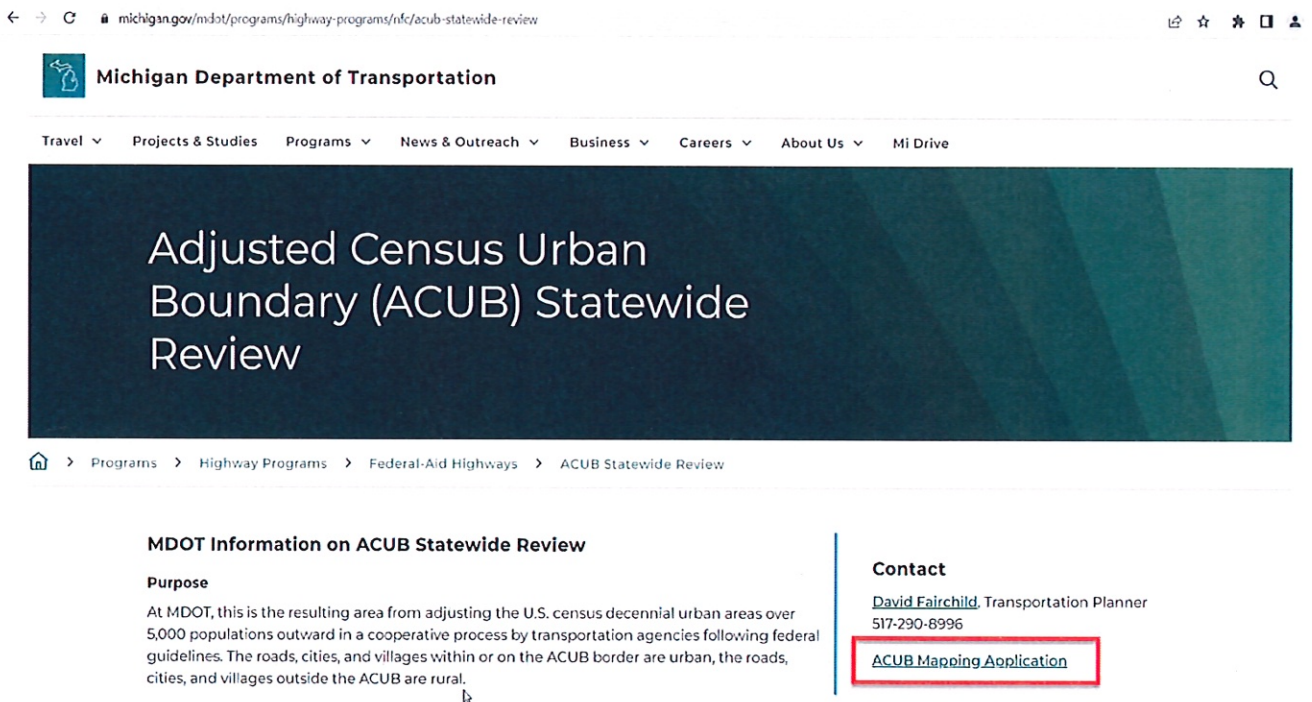 michigan.gov/mdot/programs/highway-programs/nfc/acub-statewide-review
Michigan Department of Transportation
Travel Projects & Studies Programs News & Outreach Business Careers About Us Mi Drive
Adjusted Census Urban
Boundary (ACUB) Statewide
Review
> Programs > Highway Programs > Federal-Aid Highways > ACUB Statewide Review
MDOT Information on ACUB Statewide Review
Purpose
At MDOT, this is the resulting area from adjusting the U.S. census decennial urban areas over
5,000 populations outward in a cooperative process by transportation agencies following federal
guidelines. The roads, cities, and villages within or on the ACUB border are urban, the roads,
cities, and villages outside the ACUB are rural.
Contact
David Fairchild, Transportation Planner
517-290-8996
ACUB Mapping Application